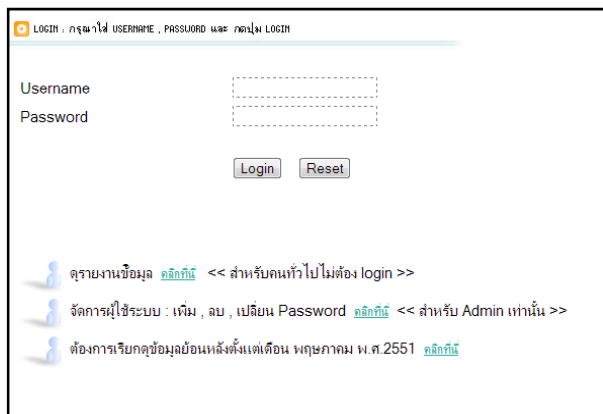 LOGIN : กรุณาใส่ USERNAME , PASSWORD และ กดปุ่ม LOGIN
Username
Password
Login Reset
ดูรายงานข้อมูล คลิกที่นี่ << สำหรับคนทั่วไปไม่ต้อง login >>
จัดการผู้ใช้ระบบ : เพิ่ม , ลบ , เปลี่ยน Password คลิกที่นี่ << สำหรับ Admin เท่านั้น >>
ต้องการเรียกดูข้อมูลย้อนหลังตั้งแต่เดือน พฤษภาคม พ.ศ.2551 คลิกที่นี่